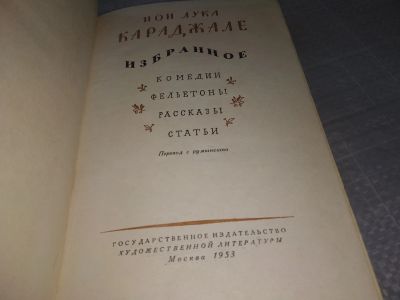 ИОН ЛУКА
КАРАДЖАЛЕ
ИЗБРАННОЕ
КОМЕДИИ
ФЕЛЬЕТОНЫ
РАССКАЗЫ
СТАТЬИ
Перевод с румынского
ГОСУДАРСТВЕННОЕ ИЗДАТЕЛЬСТВО
ХУДОЖЕСТВЕННОЙ ЛИТЕРАТУРЫ
Москва 1953